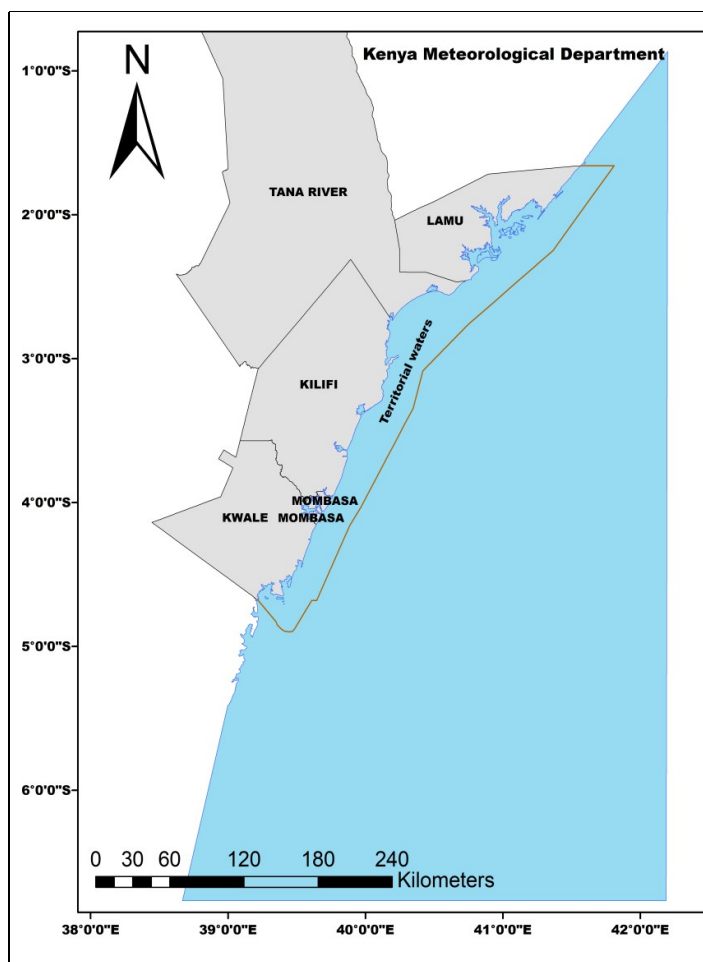 Kenya Meteorological Department
N
1°0'0"S
2°0'0"S
3°0'0"S
4°0'0"S
5°0'0"S
6°0'0"S
TANA RIVER
LAMU
KILIFI
Territorial waters
MOMBASA
KWALE MOMBASA
0 30 60 120 180 240
Kilometers
38°0'0"E 39°0'0"E 40°0'0"E 41°0'0"E 42°0'0"E